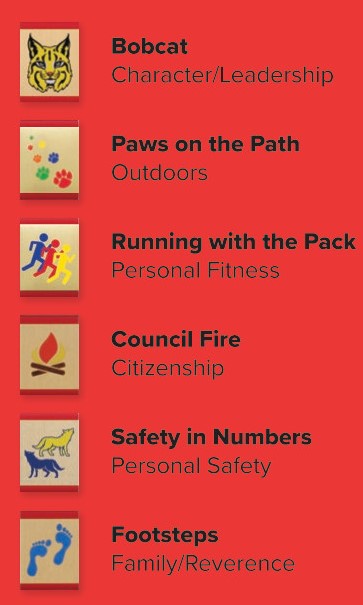 Bobcat
Character/Leadership
Paws on the Path
Outdoors
Running with the Pack
Personal Fitness
Council Fire
Citizenship
Safety in Numbers
Personal Safety
Footsteps
Family/Reverence